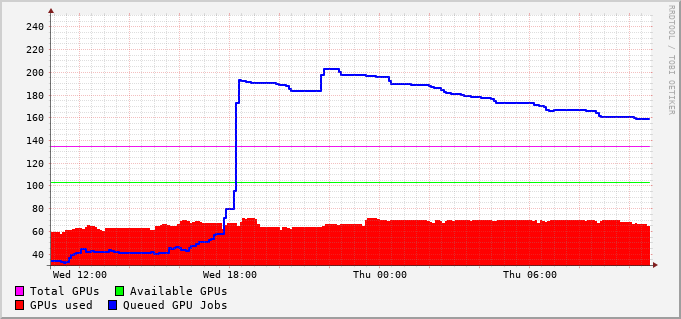 RRDTOOL / TOBI OETIKER
240
220
200
180
160
140
120
100
80
60
40
Wed 12:00 Wed 18:00 Thu 00:00 Thu 06:00
Total GPUs Available GPUs
GPUs used Queued GPU Jobs